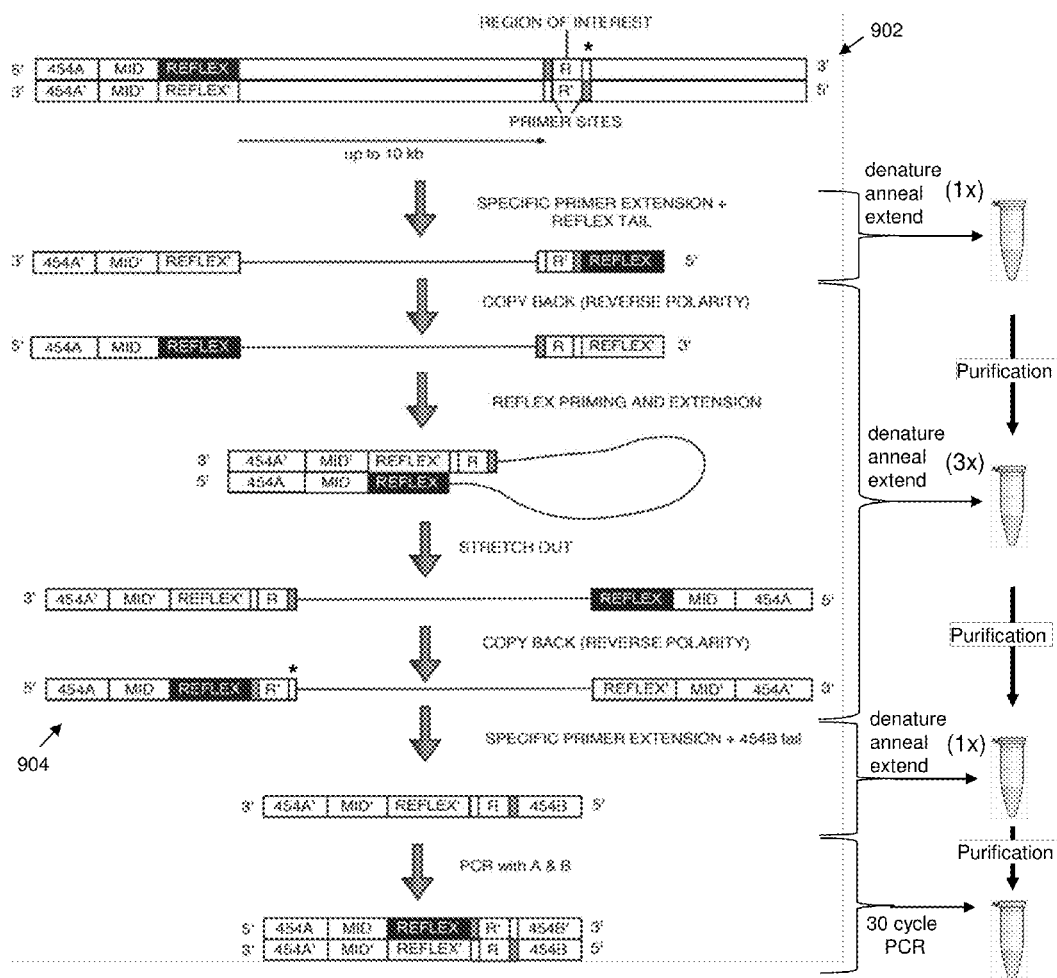 REGION OF INTEREST
*
902
5' 454A MID REFLEX R 3'
3' 454A' MID' REFLEX' R' 5'
PRIMER SITES
up to 10 kb
denature
anneal
extend
(1x)
SPECIFIC PRIMER EXTENSION +
REFLEX TAIL
3' 454A' MID' REFLEX' R' REFLEX 5'
COPY BACK (REVERSE POLARITY)
5' 454A MID REFLEX R REFLEX' 3'
Purification
REFLEX PRIMING AND EXTENSION
denature
anneal
extend
(3x)
3' 454A' MID' REFLEX' R
5' 454A MID REFLEX
STRETCH OUT
3' 454A' MID' REFLEX' R REFLEX MID 454A 5'
Purification
COPY BACK (REVERSE POLARITY)
*
5' 454A MID REFLEX R' REFLEX' MID' 454A' 3'
904
SPECIFIC PRIMER EXTENSION + 454B tail
denature
anneal
extend
(1x)
3' 454A' MID' REFLEX' R 454B 5'
Purification
PCR with A & B
5' 454A MID REFLEX R' 454B' 3'
3' 454A' MID' REFLEX' R 454B 5'
30 cycle
PCR